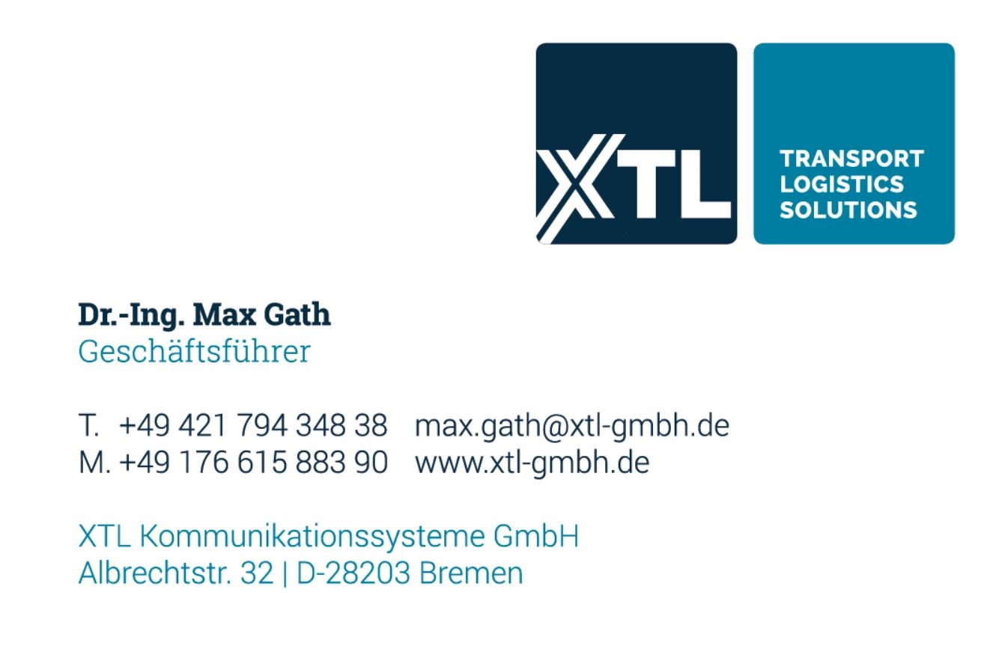 XTL
TRANSPORT
LOGISTICS
SOLUTIONS
Dr.-Ing. Max Gath
Geschäftsführer
T. +49 421 794 348 38 max.gath@xtl-gmbh.de
M. +49 176 615 883 90 www.xtl-gmbh.de
XTL Kommunikationssysteme GmbH
Albrechtstr. 32 | D-28203 Bremen